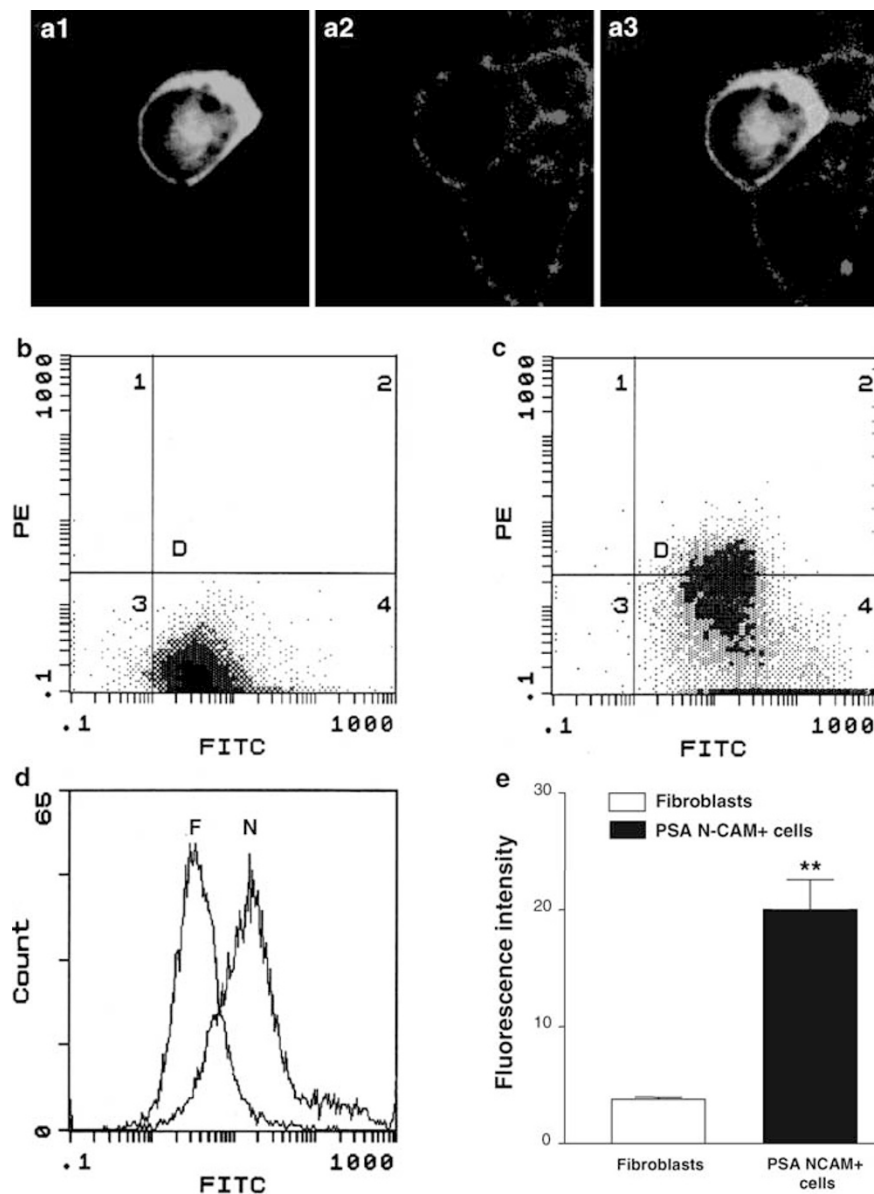 a1 a2 a3
b c
1 2
1000
PE
D
3 4
.1
.1 1000
FITC
1 2
1000
PE
D
3 4
.1
.1 1000
FITC
d
65
F N
Count
0
.1 1000
FITC
e
30
Fibroblasts
PSA N-CAM+ cells
**
20
Fluorescence intensity
10
0
Fibroblasts
PSA NCAM+
cells